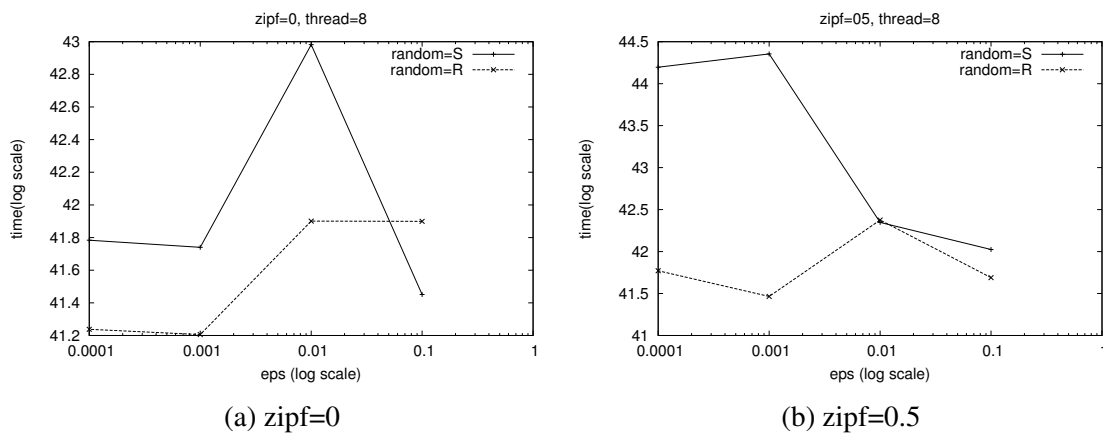 zipf=0, thread=8
43
42.8
42.6
42.4
42.2
42
41.8
41.6
41.4
41.2
0.0001
0.001
0.01
0.1
1
time(log scale)
eps (log scale)
random=S
random=R
(a) zipf=0
zipf=05, thread=8
44.5
44
43.5
43
42.5
42
41.5
41
0.0001
0.001
0.01
0.1
1
time(log scale)
eps (log scale)
random=S
random=R
(b) zipf=0.5